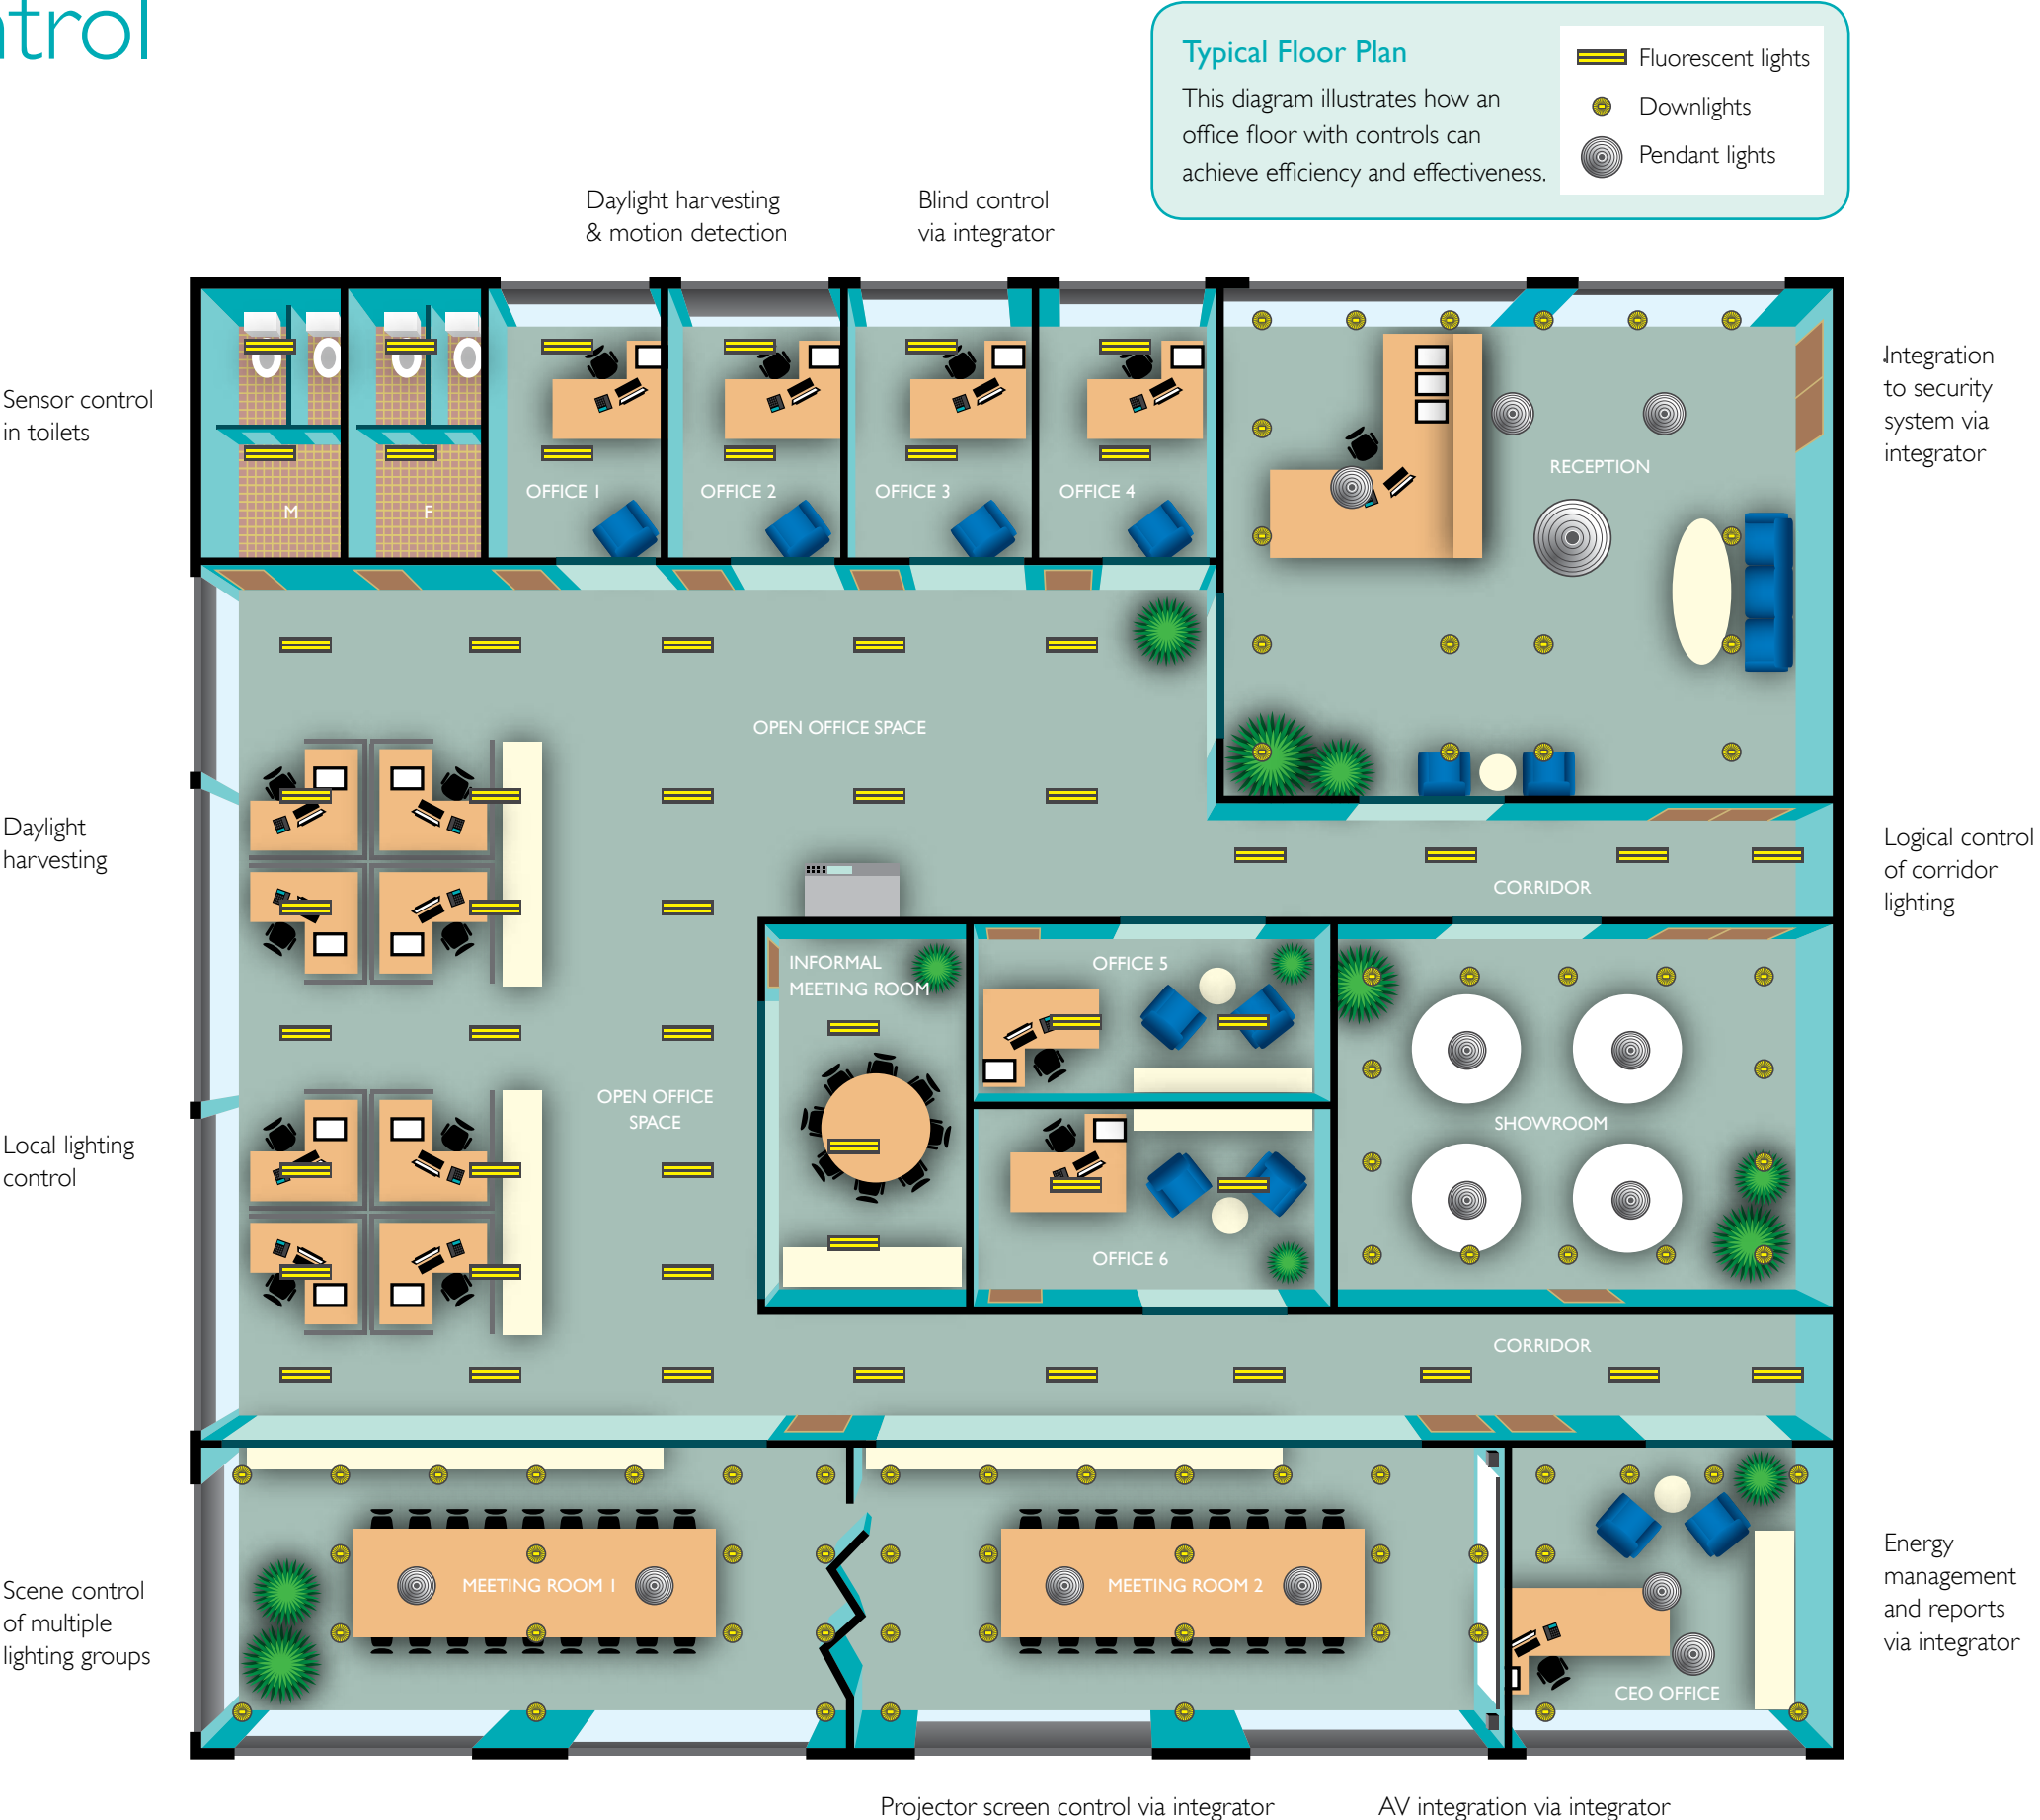 ntrol
Typical Floor Plan
This diagram illustrates how an
office floor with controls can
achieve efficiency and effectiveness.
Fluorescent lights
Downlights
Pendant lights
Daylight harvesting
& motion detection
Blind control
via integrator
Sensor control
in toilets
Integration
to security
system via
integrator
M
F
OFFICE 1
OFFICE 2
OFFICE 3
OFFICE 4
RECEPTION
OPEN OFFICE SPACE
Daylight
harvesting
Logical control
of corridor
lighting
CORRIDOR
INFORMAL
MEETING ROOM
OFFICE 5
OPEN OFFICE
SPACE
SHOWROOM
Local lighting
control
OFFICE 6
CORRIDOR
Scene control
of multiple
lighting groups
MEETING ROOM 1
MEETING ROOM 2
CEO OFFICE
Energy
management
and reports
via integrator
Projector screen control via integrator
AV integration via integrator